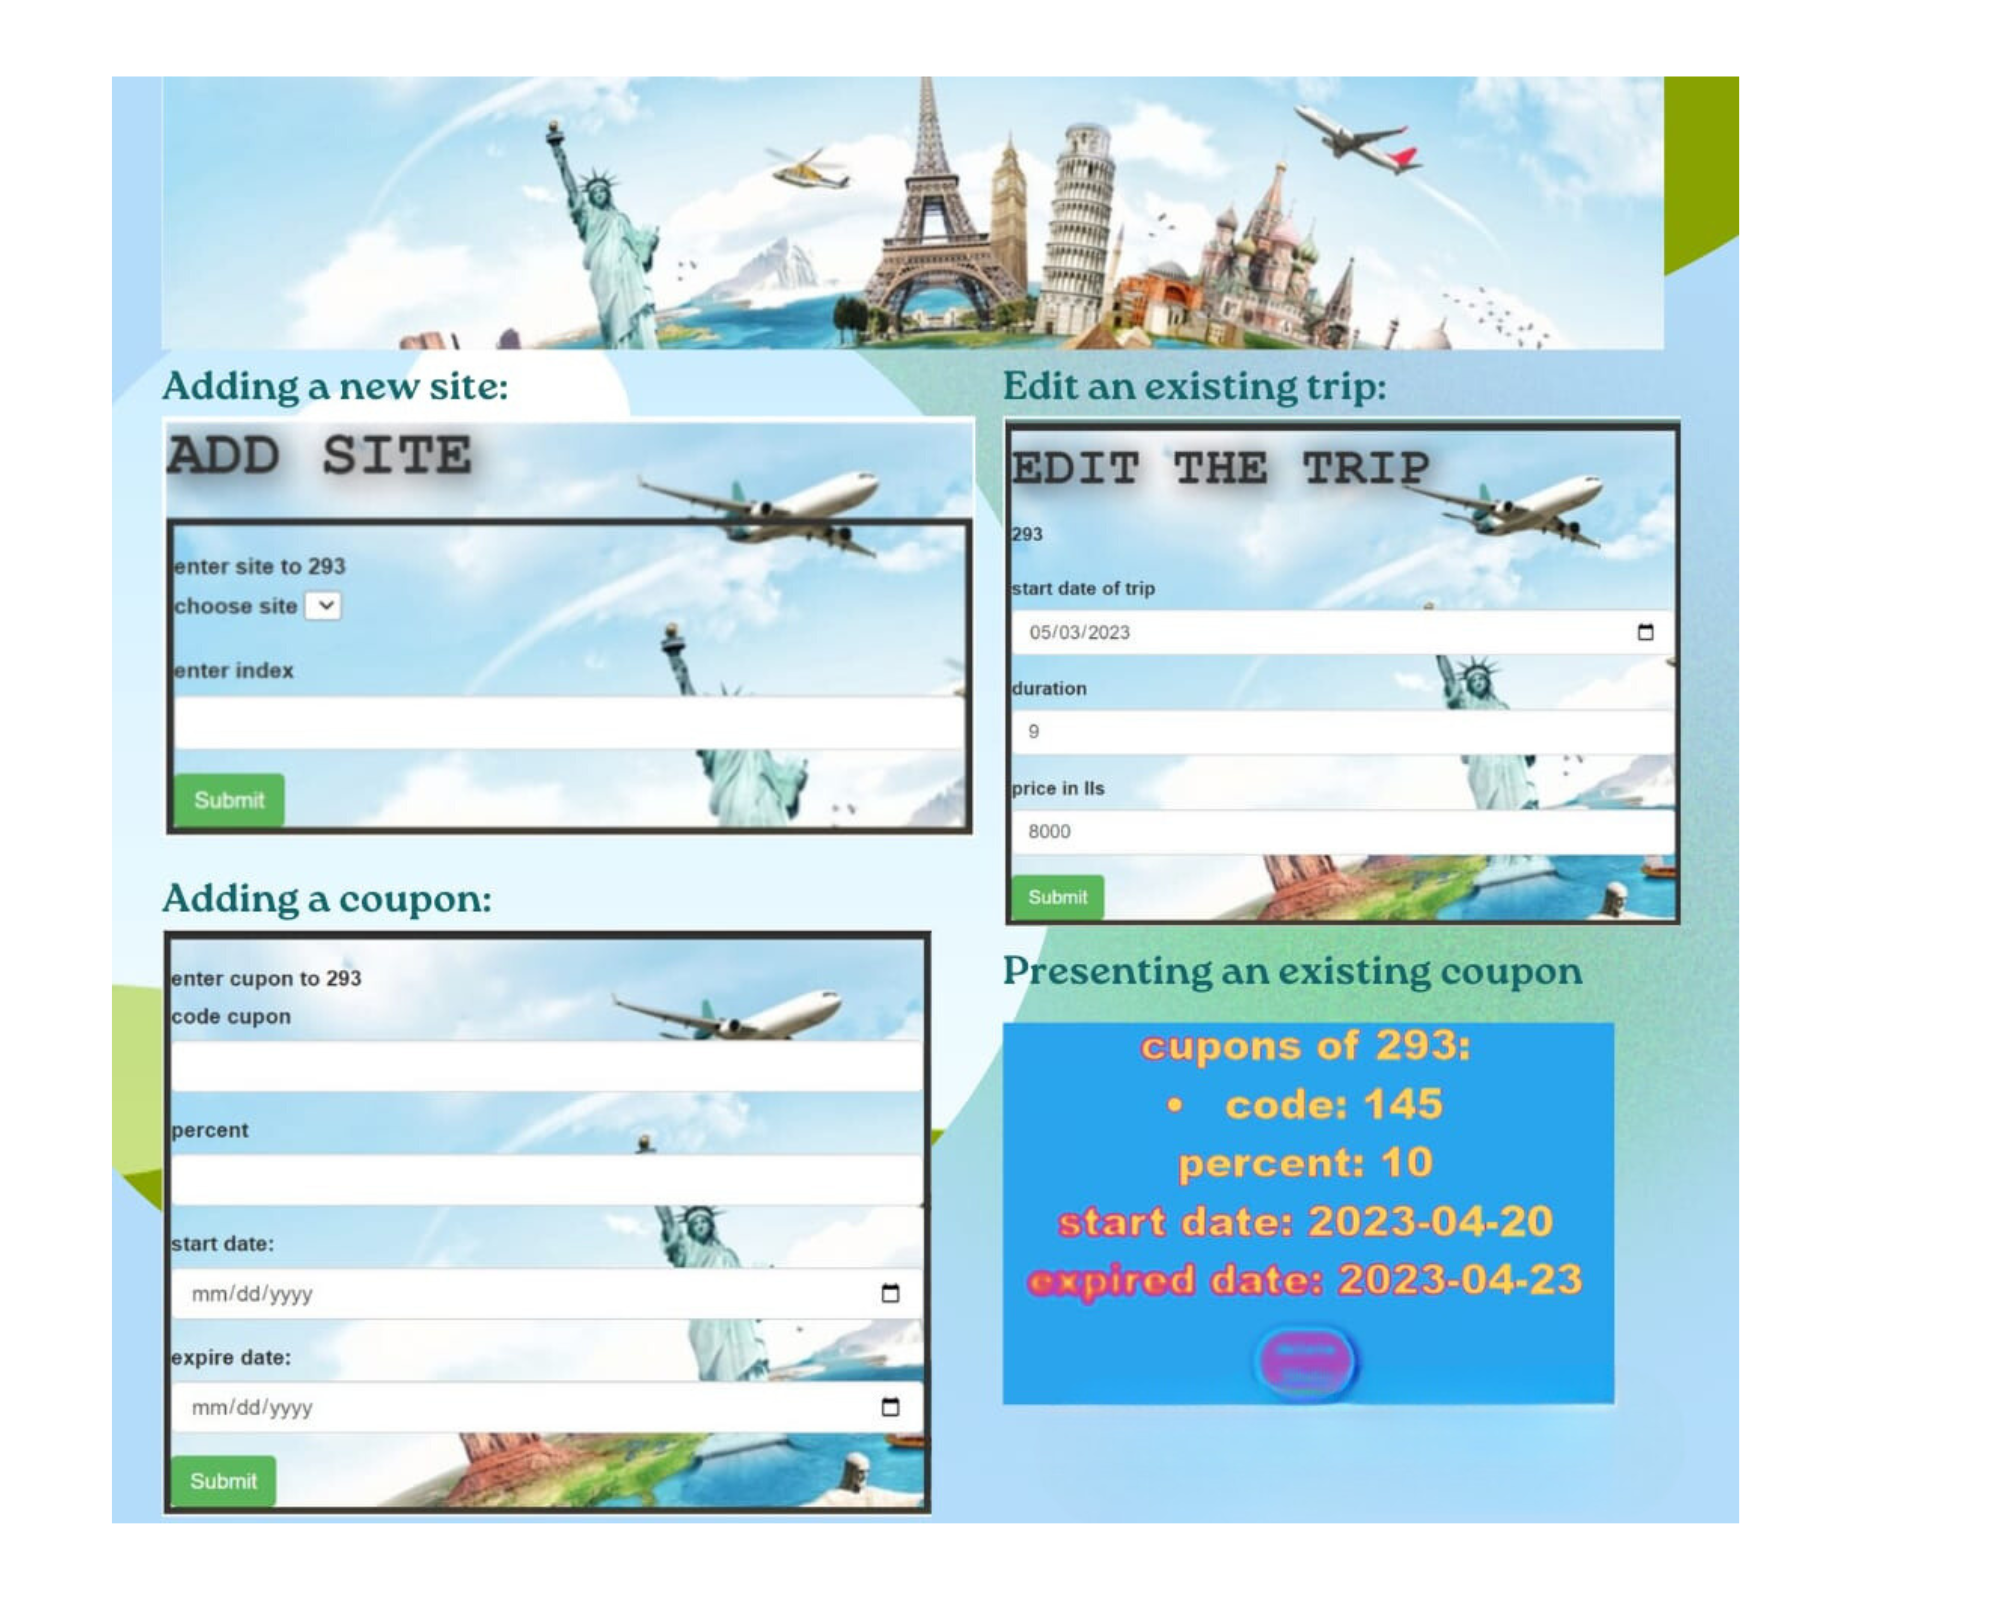 Adding a new site:
ADD SITE
enter site to 293
choose site
enter index
Submit
Adding a coupon:
enter cupon to 293
code cupon
percent
start date:
mm/dd/yyyy
expire date:
mm/dd/yyyy
Submit
Edit an existing trip:
EDIT THE TRIP
293
start date of trip
05/03/2023
duration
9
price in lls
8000
Submit
Presenting an existing coupon
cupons of 293:
• code: 145
percent: 10
start date: 2023-04-20
expired date: 2023-04-23